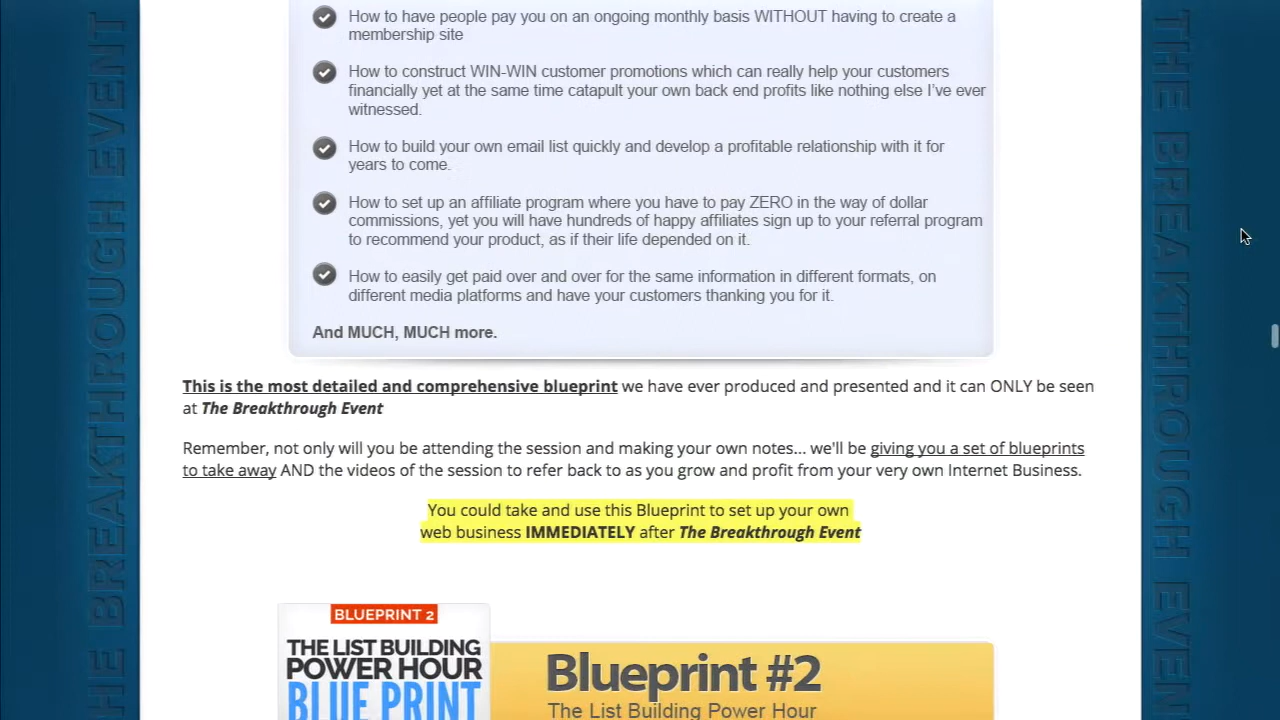 How to have people pay you on an ongoing monthly basis WITHOUT having to create a
membership site
How to construct WIN-WIN customer promotions which can really help your customers
financially yet at the same time catapult your own back end profits like nothing else I've ever
witnessed.
How to build your own email list quickly and develop a profitable relationship with it for
years to come.
How to set up an affiliate program where you have to pay ZERO in the way of dollar
commissions, yet you will have hundreds of happy affiliates sign up to your referral program
to recommend your product, as if their life depended on it.
How to easily get paid over and over for the same information in different formats, on
different media platforms and have your customers thanking you for it.
And MUCH, MUCH more.
This is the most detailed and comprehensive blueprint we have ever produced and presented and it can ONLY be seen
at The Breakthrough Event
Remember, not only will you be attending the session and making your own notes... we'll be giving you a set of blueprints
to take away AND the videos of the session to refer back to as you grow and profit from your very own Internet Business.
You could take and use this Blueprint to set up your own
web business IMMEDIATELY after The Breakthrough Event
BLUEPRINT 2
THE LIST BUILDING
POWER HOUR
BLUE PRINT
Blueprint #2
The List Building Power Hour
HE BREAKTHROUGH EVENT
THE BREAKTHROUGH EVEN